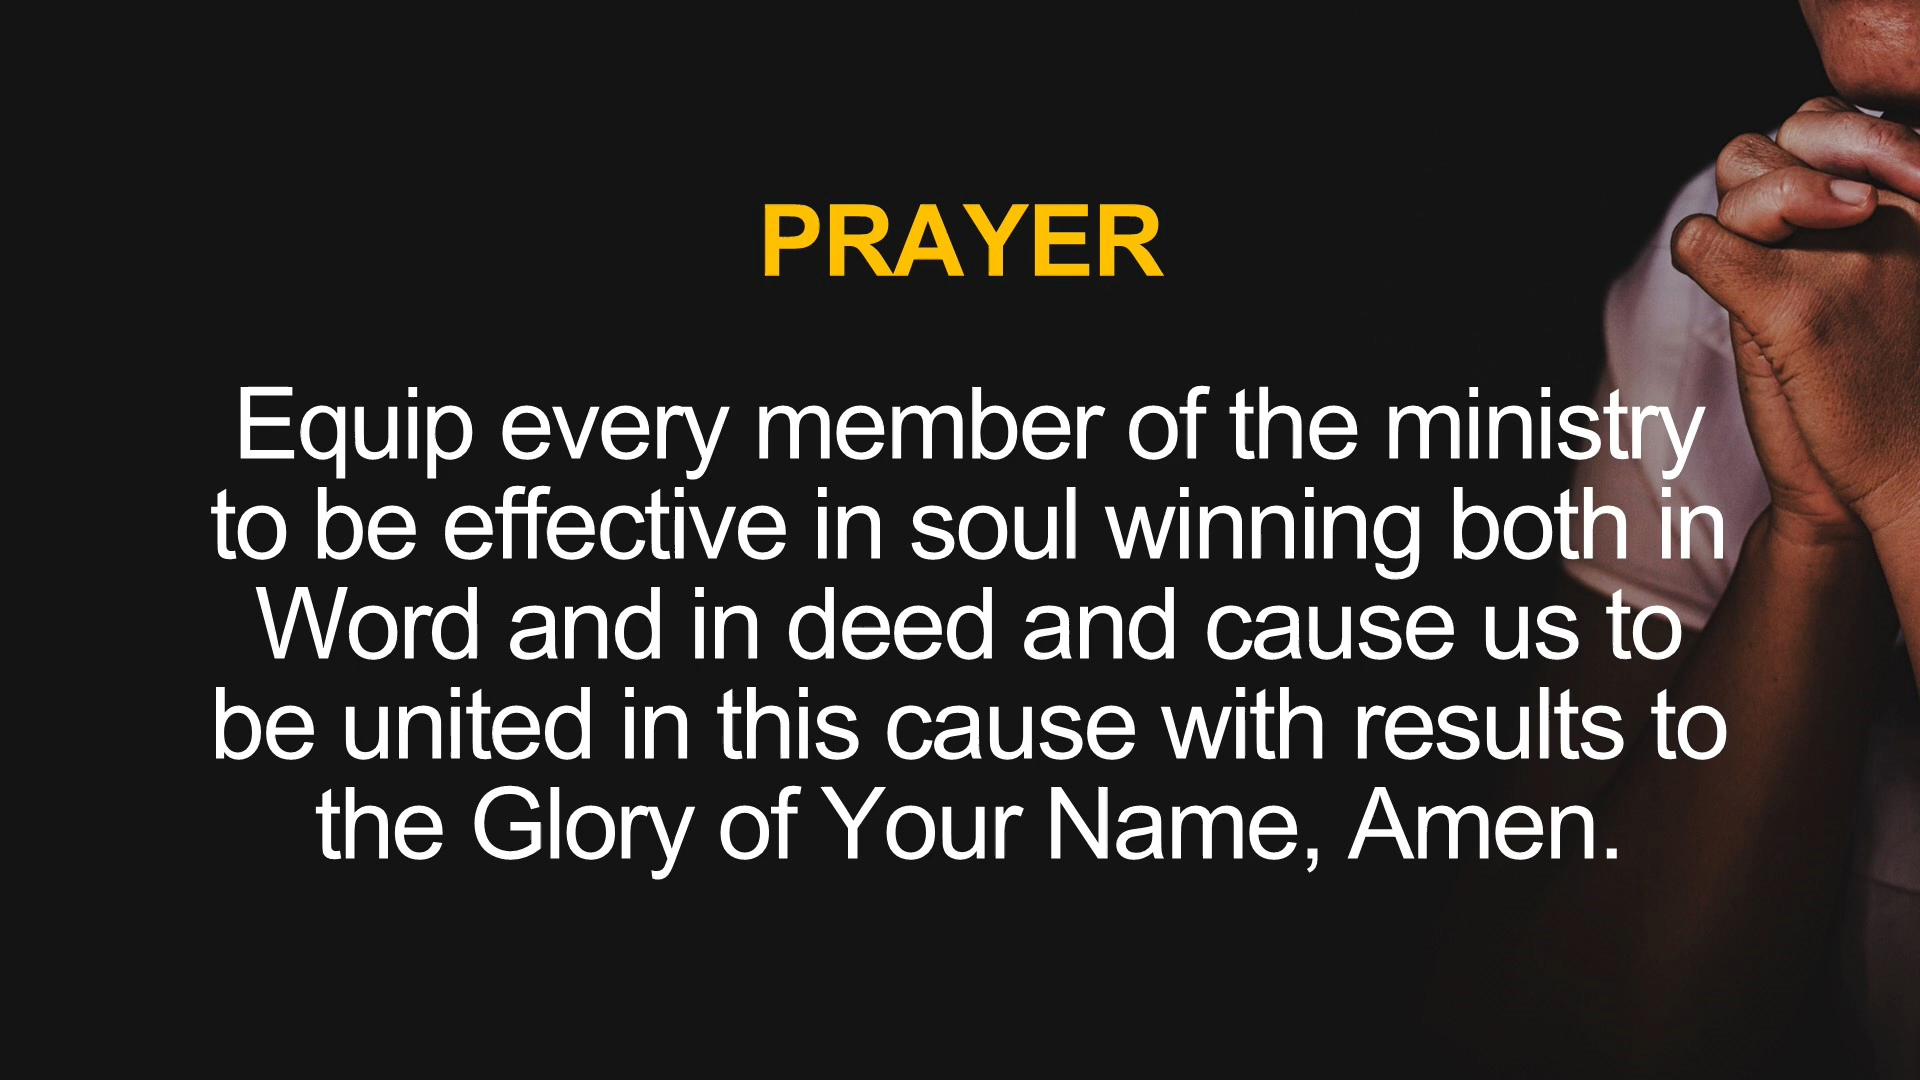 PRAYER
Equip every member of the ministry
to be effective in soul winning both in
Word and in deed and cause us to
be united in this cause with results to
the Glory of Your Name, Amen.